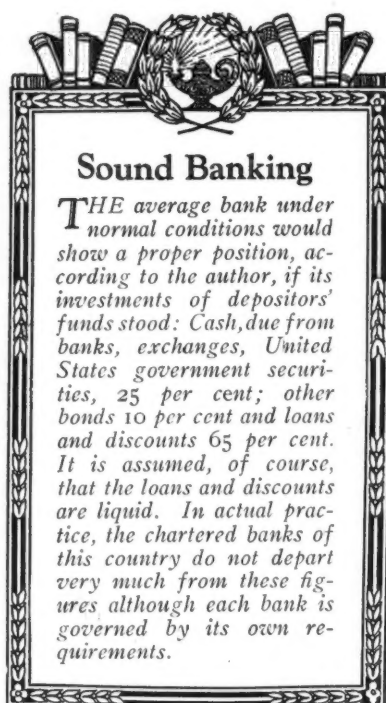 Sound Banking
THE average bank under
normal conditions would
show a proper position, ac-
cording to the author, if its
investments of depositors'
funds stood: Cash, due from
banks, exchanges, United
States government securi-
ties, 25 per cent; other
bonds 10 per cent and loans
and discounts 65 per cent.
It is assumed, of course,
that the loans and discounts
are liquid. In actual prac-
tice, the chartered banks of
this country do not depart
very much from these fig-
ures although each bank is
governed by its own re-
quirements.